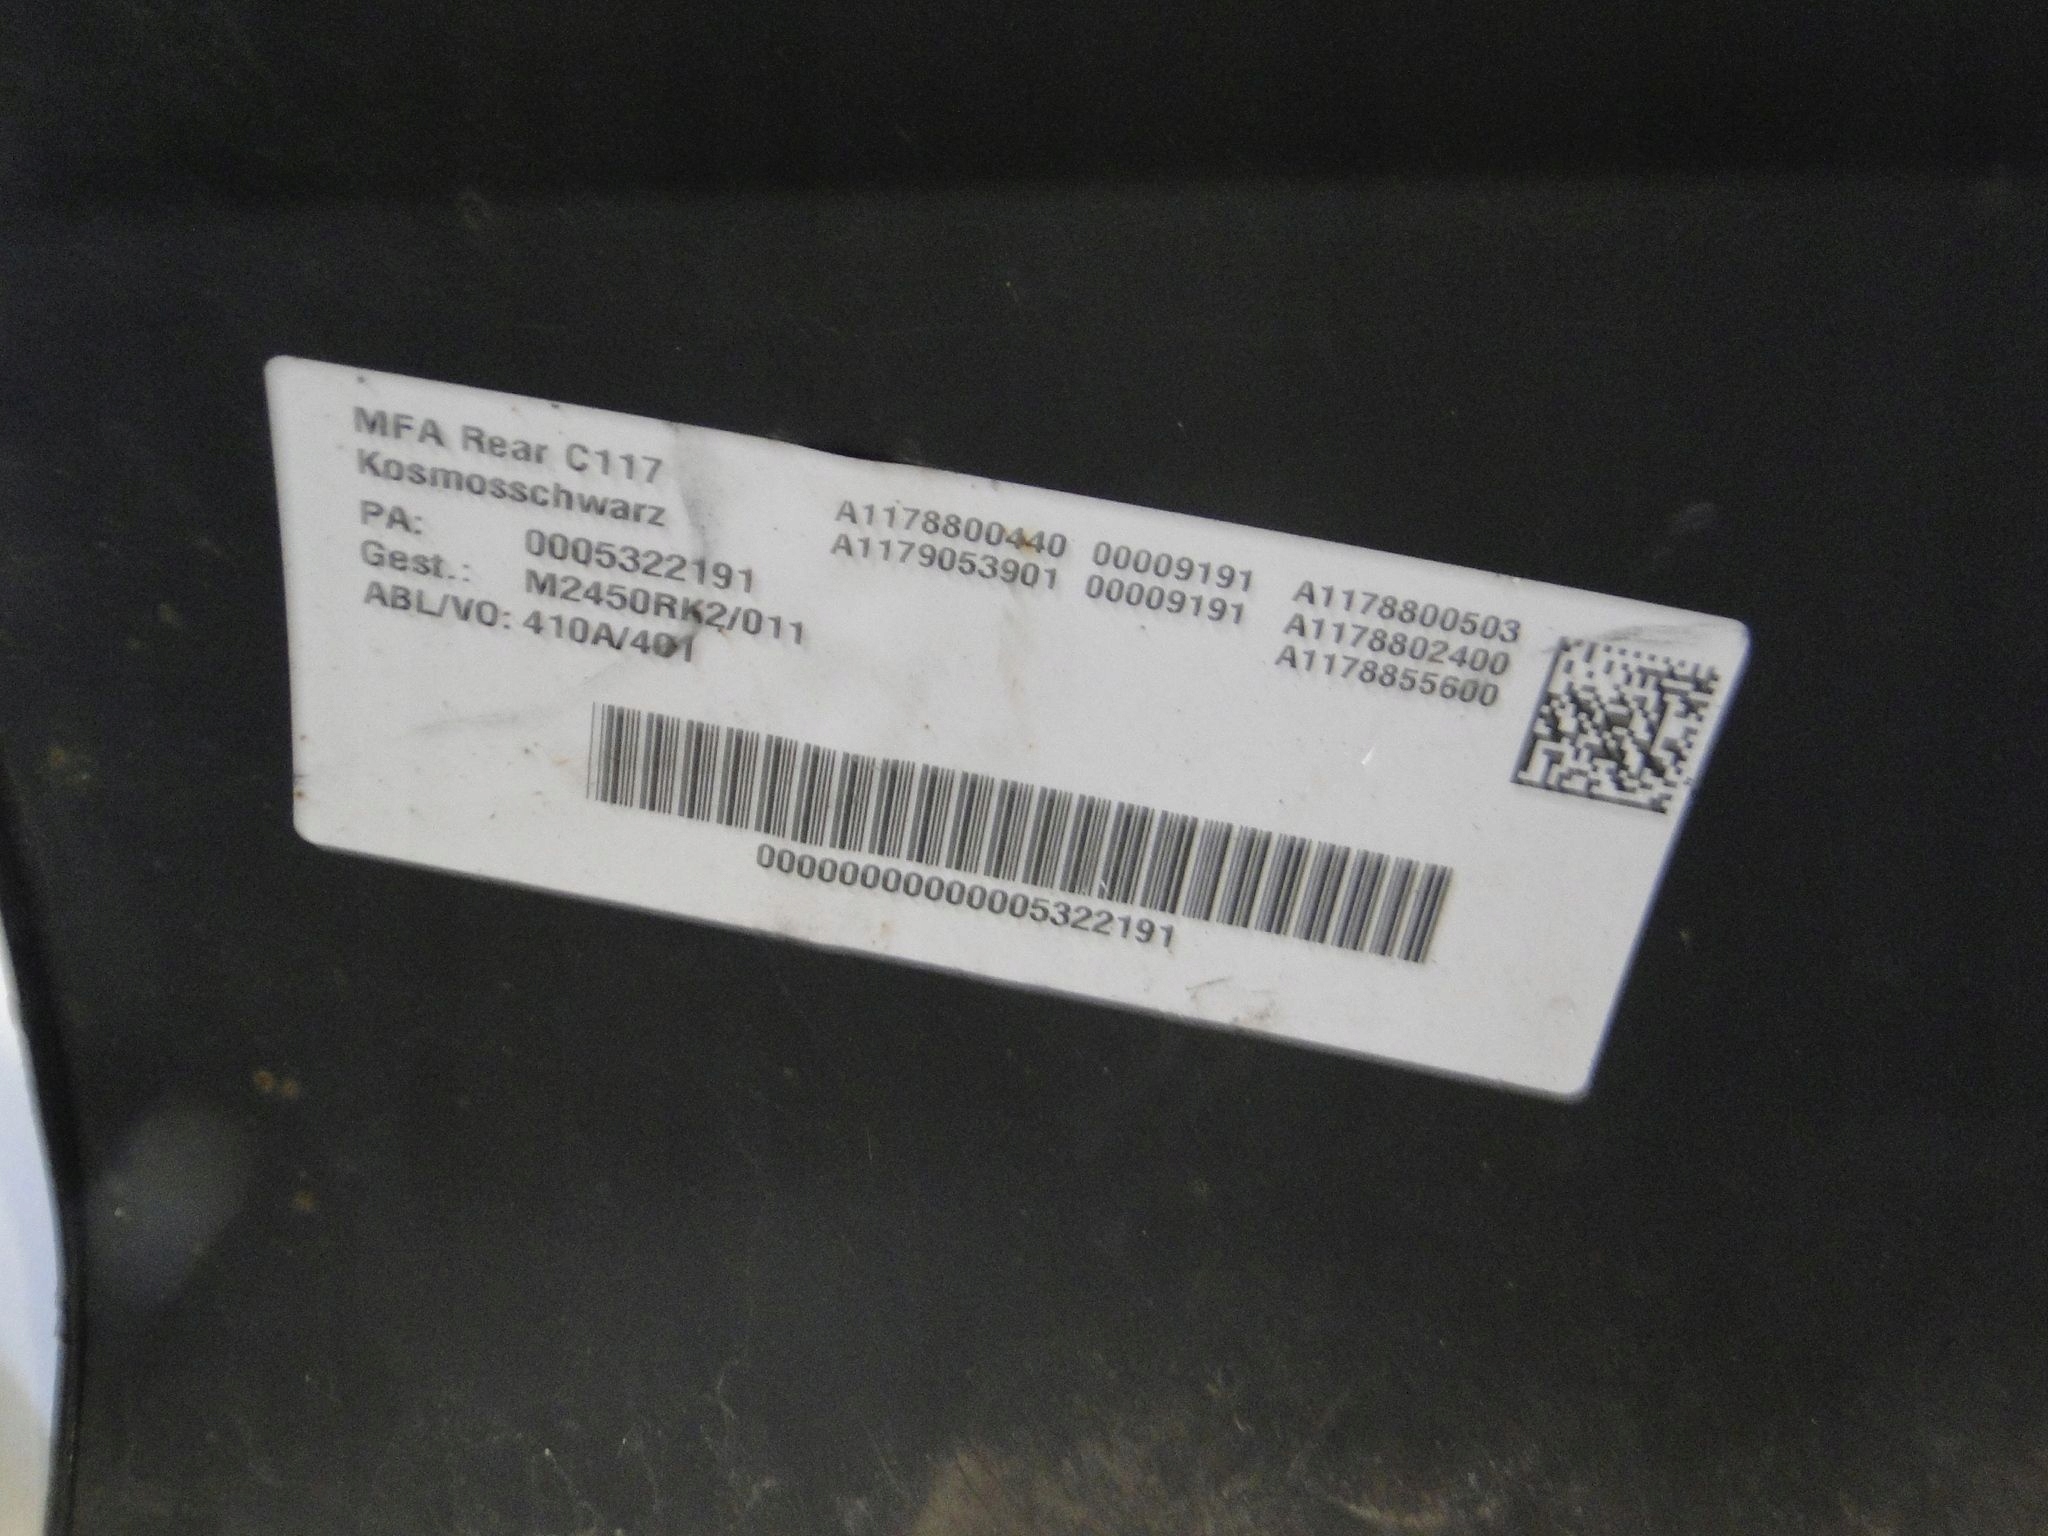 MFA Rear C117
Kosmosschwarz
PA: 0005322191
Gest.: M2450RK2/011
ABL/VO: 410A/401
A1178800440 00009191 A1178800503
A1179053901 00009191 A1178802400
A1178855600
00000000000005322191